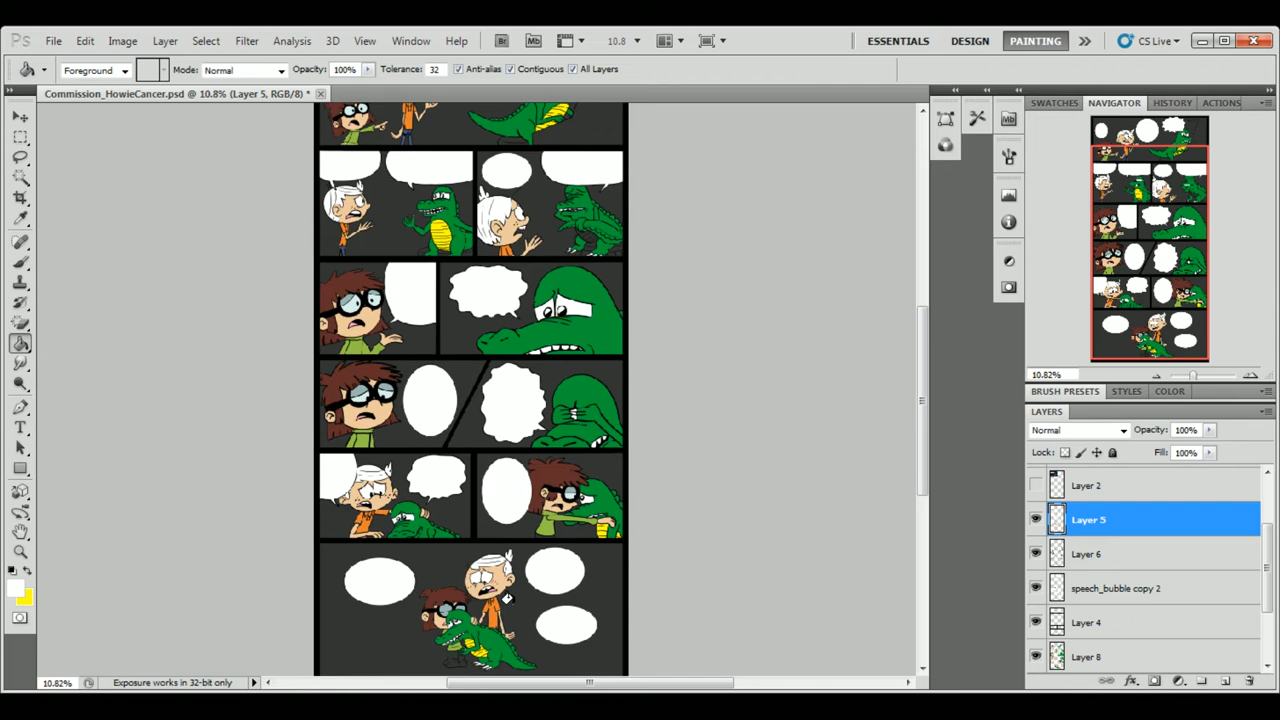 Ps File Edit Image Layer Select Filter Analysis 3D View Window Help Br Mb 10.8 ESSENTIALS DESIGN PAINTING CS Live
Foreground Mode: Normal Opacity: 100% Tolerance: 32 Anti-alias Contiguous All Layers
Commission_HowieCancer.psd @ 10.8% (Layer 5, RGB/8) *
SWATCHES NAVIGATOR HISTORY ACTIONS
Mb
10.82%
BRUSH PRESETS STYLES COLOR
LAYERS
Normal Opacity: 100%
Lock: Fill: 100%
Layer 2
Layer 5
Layer 6
speech_bubble copy 2
Layer 4
Layer 8
10.82% Exposure works in 32-bit only